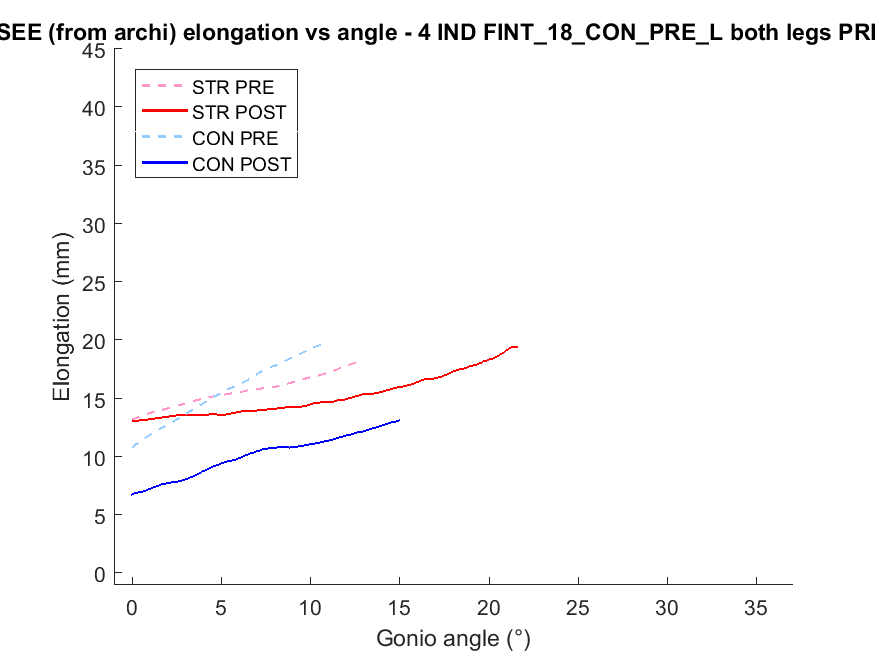 SEE (from archi) elongation vs angle - 4 IND FINT_18_CON_PRE_L both legs PRE
STR PRE
STR POST
CON PRE
CON POST
Elongation (mm)
45
40
35
30
25
20
15
10
5
0
0 5 10 15 20 25 30 35
Gonio angle (°)